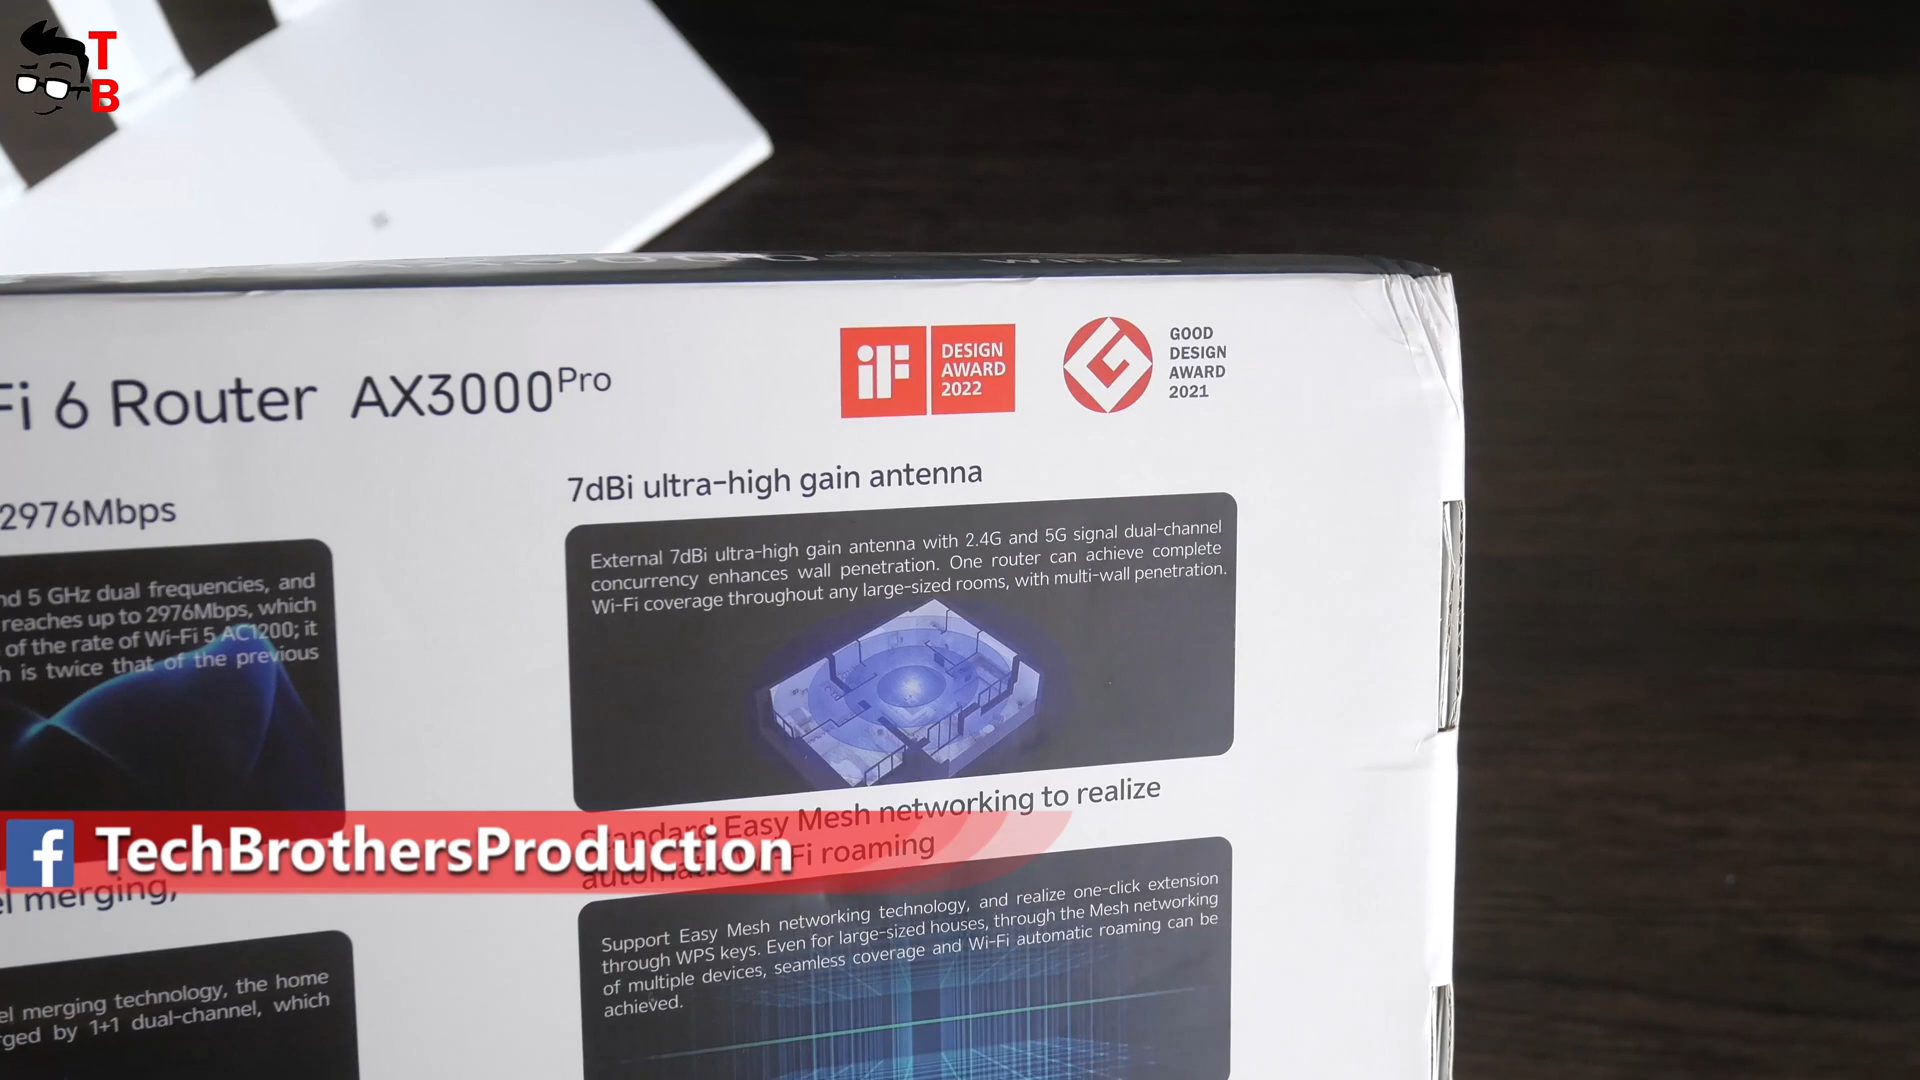 T
B
Fi 6 Router AX3000Pro
iF
DESIGN
AWARD
2022
GOOD
DESIGN
AWARD
2021
2976Mbps
nd 5 GHz dual frequencies, and
reaches up to 2976Mbps, which
of the rate of Wi-Fi 5 AC1200; it
h is twice that of the previous
7dBi ultra-high gain antenna
External 7dBi ultra-high gain antenna with 2.4G and 5G signal dual-channel
concurrency enhances wall penetration. One router can achieve complete
Wi-Fi coverage throughout any large-sized rooms, with multi-wall penetration.
Standard Easy Mesh networking to realize
automatic Wi-Fi roaming
f TechBrothersProduction
el merging,
el merging technology, the home
rged by 1+1 dual-channel, which
Support Easy Mesh networking technology, and realize one-click extension
through WPS keys. Even for large-sized houses, through the Mesh networking
of multiple devices, seamless coverage and Wi-Fi automatic roaming can be
achieved.